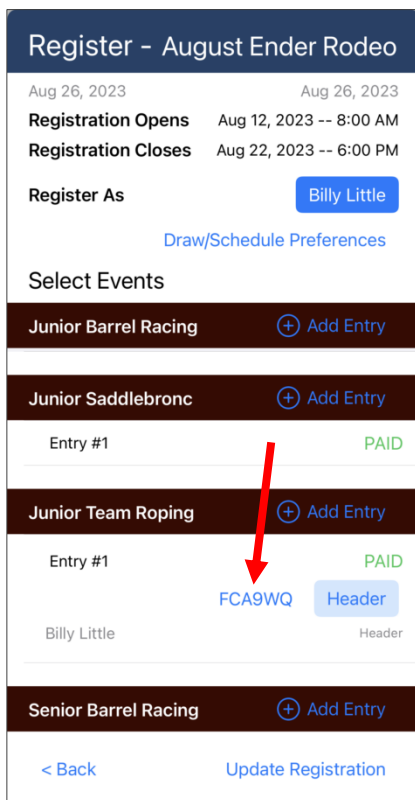 Register - August Ender Rodeo
Aug 26, 2023 Aug 26, 2023
Registration Opens Aug 12, 2023 -- 8:00 AM
Registration Closes Aug 22, 2023 -- 6:00 PM
Register As Billy Little
Draw/Schedule Preferences
Select Events
Junior Barrel Racing + Add Entry
Junior Saddlebronc + Add Entry
Entry #1 PAID
Junior Team Roping + Add Entry
Entry #1 PAID
FCA9WQ Header
Billy Little Header
Senior Barrel Racing + Add Entry
< Back Update Registration